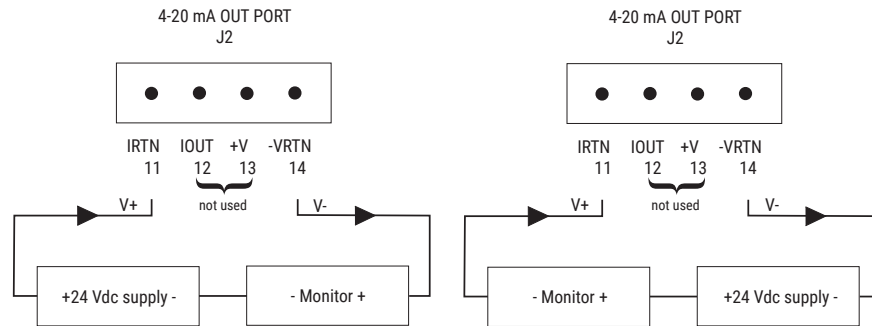 4-20 mA OUT PORT
J2
IRTN IOUT +V -VRTN
11 12 13 14
not used
V+ V-
+24 Vdc supply - - Monitor +
4-20 mA OUT PORT
J2
IRTN IOUT +V -VRTN
11 12 13 14
not used
V+ V-
- Monitor + +24 Vdc supply -